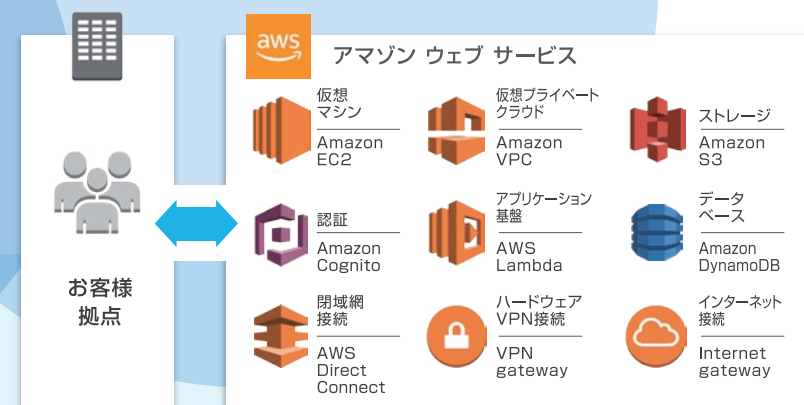 aws
アマゾン ウェブ サービス
仮想
マシン
Amazon
EC2
仮想プライベート
クラウド
Amazon
VPC
ストレージ
Amazon
S3
お客様
拠点
認証
Amazon
Cognito
アプリケーション
基盤
AWS
Lambda
データ
ベース
Amazon
DynamoDB
閉域網
接続
AWS
Direct
Connect
ハードウェア
VPN接続
VPN
gateway
インターネット
接続
Internet
gateway